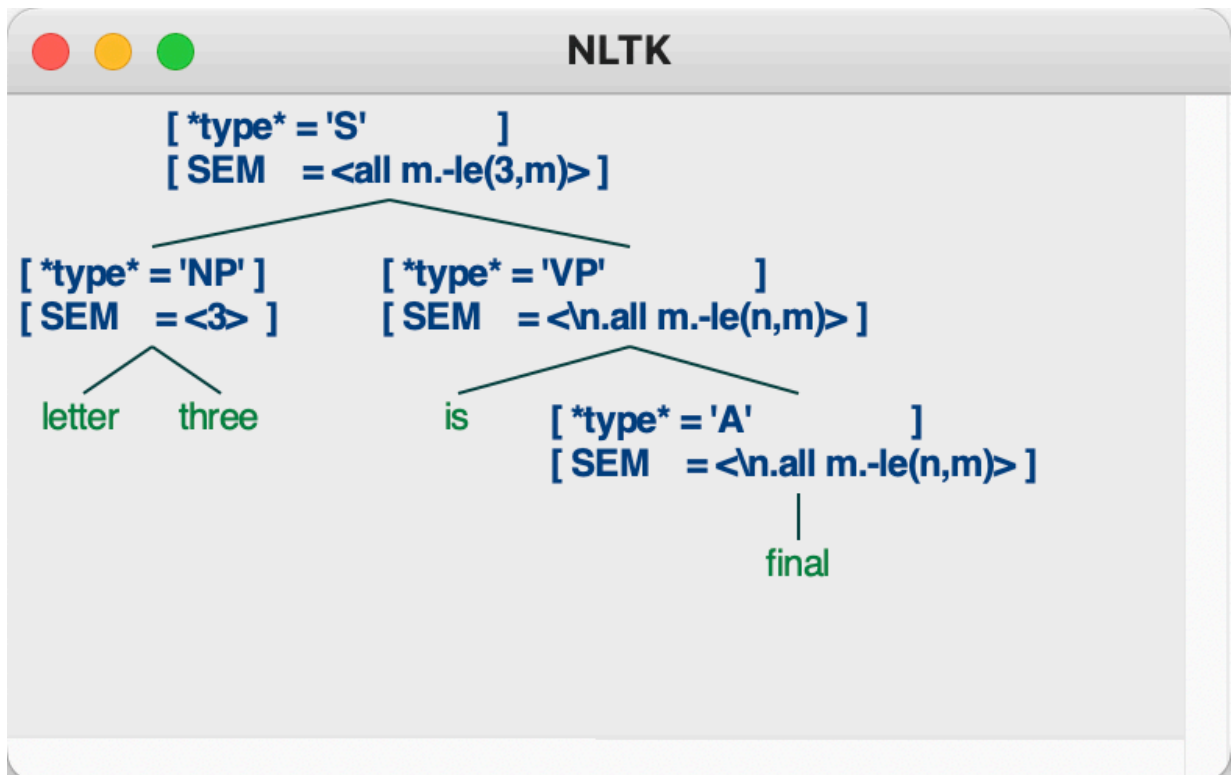 NLTK
[ *type* = 'S' ]
[ SEM = <all m.-le(3,m)> ]
[ *type* = 'NP' ] [ *type* = 'VP' ]
[ SEM = <3> ] [ SEM = <\n.all m.-le(n,m)> ]
letter three is [ *type* = 'A' ]
[ SEM = <\n.all m.-le(n,m)> ]
final